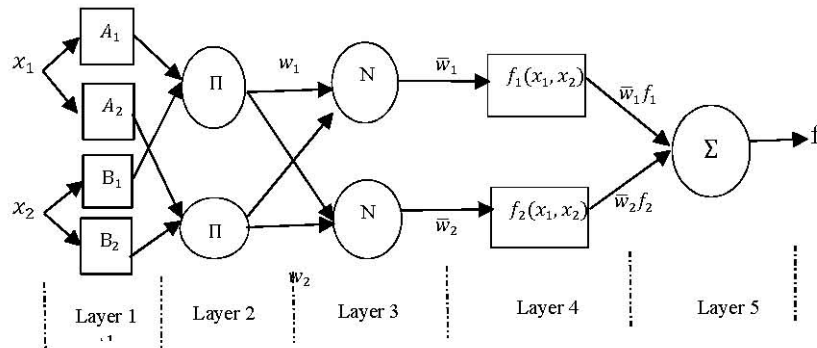 x₁
A₁
A₂
x₂
B₁
B₂
Π
Π
w₁
w₂
N
N
w̅₁
w̅₂
f₁(x₁, x₂)
f₂(x₁, x₂)
w̅₁f₁
w̅₂f₂
Σ
f
Layer 1
Layer 2
Layer 3
Layer 4
Layer 5